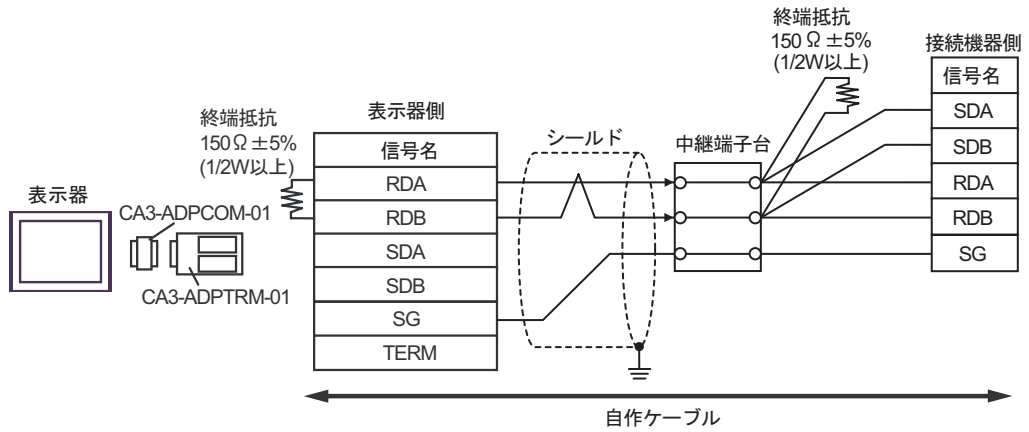 表示器
CA3-ADPCOM-01
CA3-ADPTRM-01
終端抵抗
150Ω ±5%
(1/2W以上)
表示器側
信号名
RDA
RDB
SDA
SDB
SG
TERM
シールド
中継端子台
終端抵抗
150 Ω ±5%
(1/2W以上)
接続機器側
信号名
SDA
SDB
RDA
RDB
SG
自作ケーブル